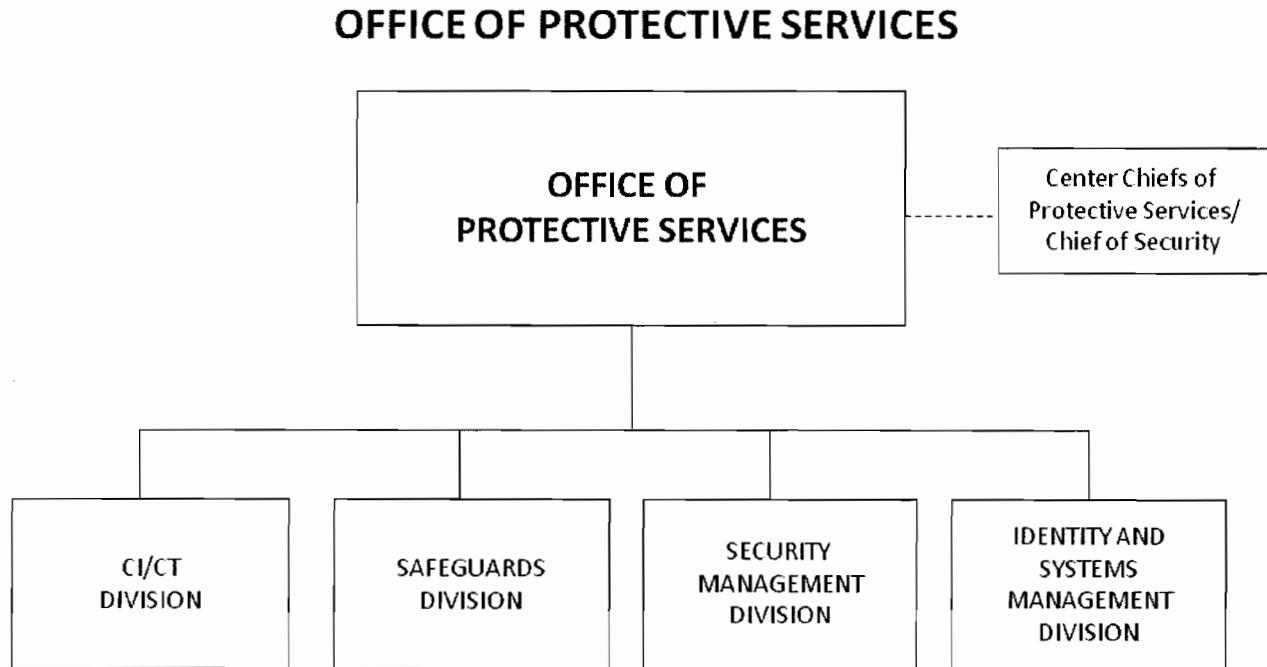 OFFICE OF PROTECTIVE SERVICES
OFFICE OF
PROTECTIVE SERVICES
Center Chiefs of
Protective Services/
Chief of Security
CI/CT
DIVISION
SAFEGUARDS
DIVISION
SECURITY
MANAGEMENT
DIVISION
IDENTITY AND
SYSTEMS
MANAGEMENT
DIVISION